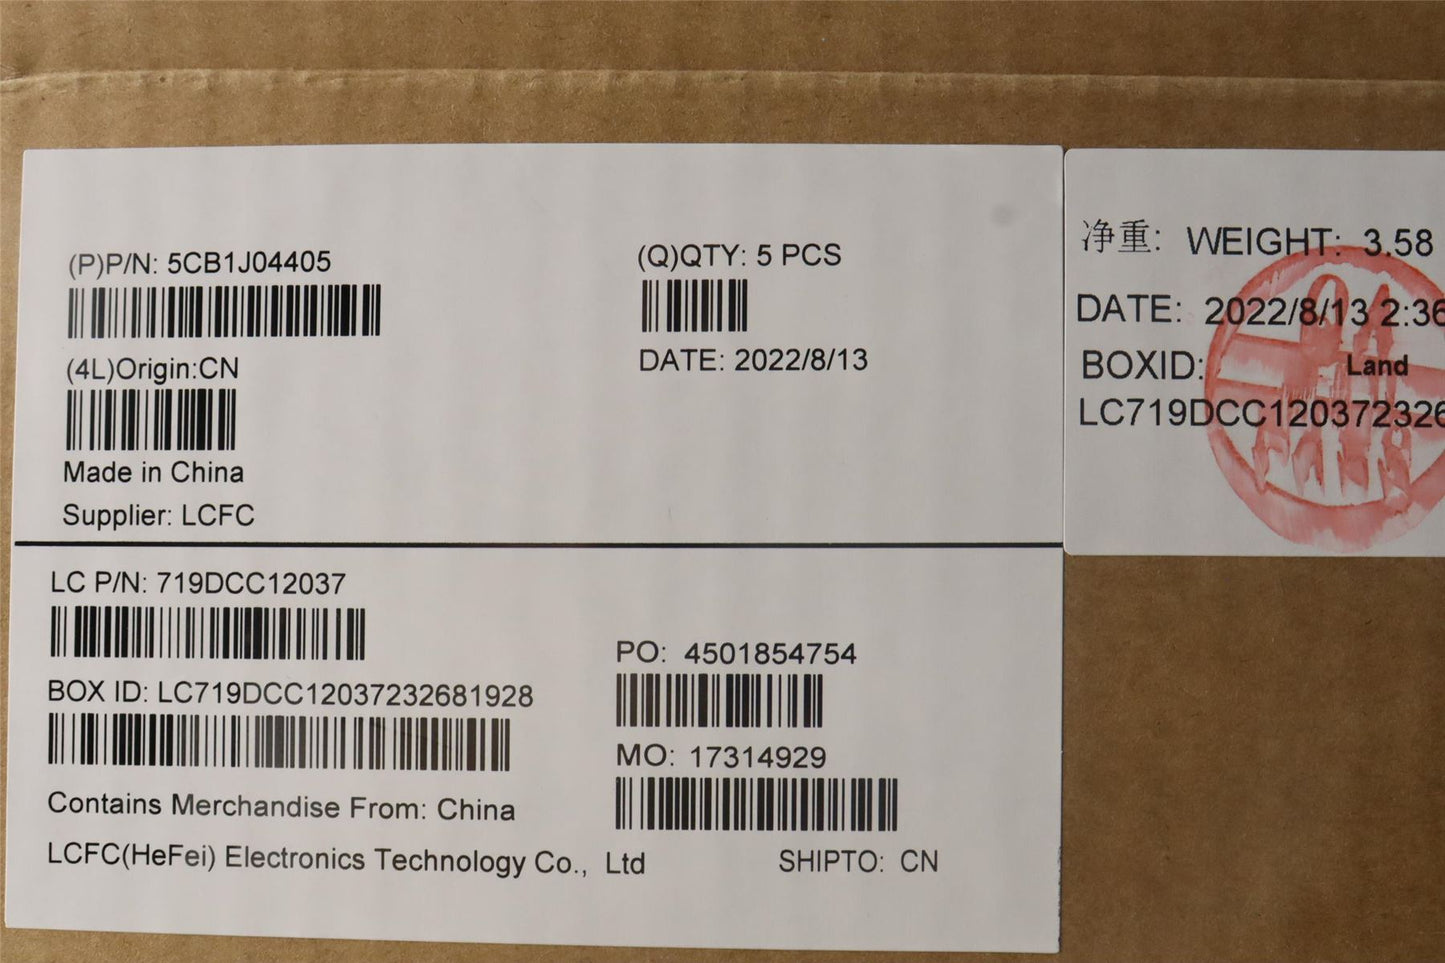 (P)P/N: 5CB1J04405
(Q)QTY: 5 PCS
(4L)Origin:CN
DATE: 2022/8/13
Made in China
Supplier: LCFC
LC P/N: 719DCC12037
PO: 4501854754
BOX ID: LC719DCC12037232681928
MO: 17314929
Contains Merchandise From: China
LCFC(HeFei) Electronics Technology Co., Ltd
SHIPTO: CN
净重: WEIGHT: 3.58
DATE: 2022/8/13 2:36
BOXID:
Land
LC719DCC120372326